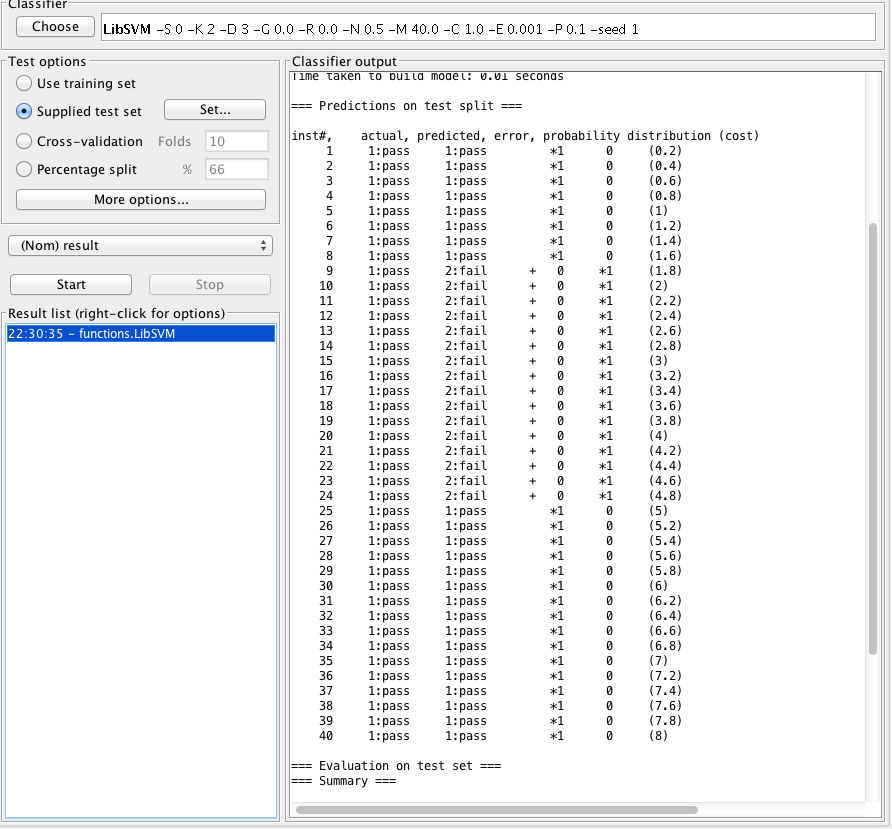 Classifier
Choose LibSVM -S 0 -K 2 -D 3 -G 0.0 -R 0.0 -N 0.5 -M 40.0 -C 1.0 -E 0.001 -P 0.1 -seed 1
Test options
Use training set
Supplied test set Set...
Cross-validation Folds 10
Percentage split % 66
More options...
(Nom) result
Start Stop
Result list (right-click for options)
22:30:35 - functions.LibSVM
Classifier output
Time taken to build model: 0.01 seconds
=== Predictions on test split ===
inst#, actual, predicted, error, probability distribution (cost)
1 1:pass 1:pass *1 0 (0.2)
2 1:pass 1:pass *1 0 (0.4)
3 1:pass 1:pass *1 0 (0.6)
4 1:pass 1:pass *1 0 (0.8)
5 1:pass 1:pass *1 0 (1)
6 1:pass 1:pass *1 0 (1.2)
7 1:pass 1:pass *1 0 (1.4)
8 1:pass 1:pass *1 0 (1.6)
9 1:pass 2:fail + 0 *1 (1.8)
10 1:pass 2:fail + 0 *1 (2)
11 1:pass 2:fail + 0 *1 (2.2)
12 1:pass 2:fail + 0 *1 (2.4)
13 1:pass 2:fail + 0 *1 (2.6)
14 1:pass 2:fail + 0 *1 (2.8)
15 1:pass 2:fail + 0 *1 (3)
16 1:pass 2:fail + 0 *1 (3.2)
17 1:pass 2:fail + 0 *1 (3.4)
18 1:pass 2:fail + 0 *1 (3.6)
19 1:pass 2:fail + 0 *1 (3.8)
20 1:pass 2:fail + 0 *1 (4)
21 1:pass 2:fail + 0 *1 (4.2)
22 1:pass 2:fail + 0 *1 (4.4)
23 1:pass 2:fail + 0 *1 (4.6)
24 1:pass 2:fail + 0 *1 (4.8)
25 1:pass 1:pass *1 0 (5)
26 1:pass 1:pass *1 0 (5.2)
27 1:pass 1:pass *1 0 (5.4)
28 1:pass 1:pass *1 0 (5.6)
29 1:pass 1:pass *1 0 (5.8)
30 1:pass 1:pass *1 0 (6)
31 1:pass 1:pass *1 0 (6.2)
32 1:pass 1:pass *1 0 (6.4)
33 1:pass 1:pass *1 0 (6.6)
34 1:pass 1:pass *1 0 (6.8)
35 1:pass 1:pass *1 0 (7)
36 1:pass 1:pass *1 0 (7.2)
37 1:pass 1:pass *1 0 (7.4)
38 1:pass 1:pass *1 0 (7.6)
39 1:pass 1:pass *1 0 (7.8)
40 1:pass 1:pass *1 0 (8)
=== Evaluation on test set ===
=== Summary ===